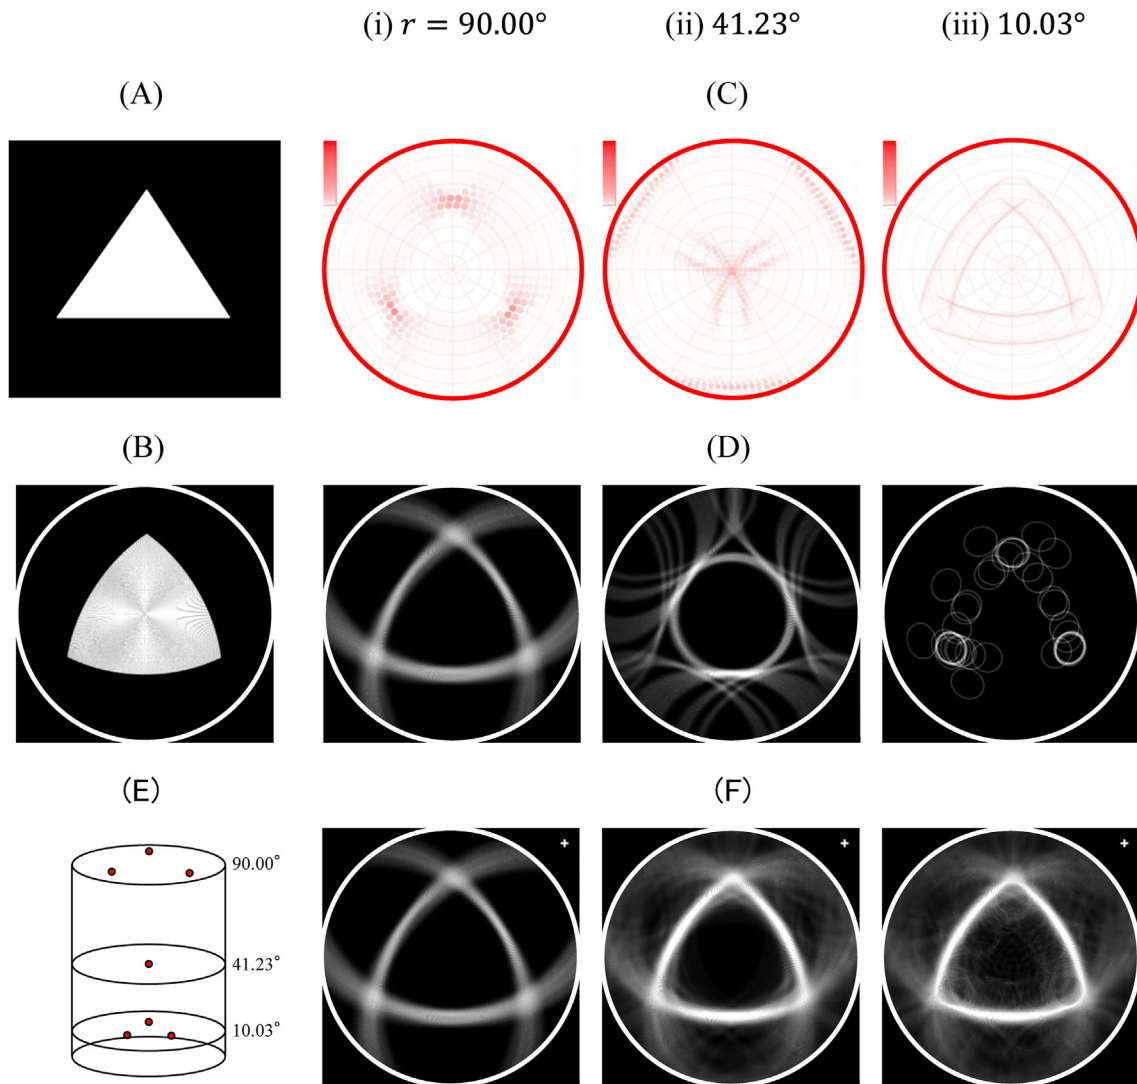 (i) r = 90.00° (ii) 41.23° (iii) 10.03°
(A) (C)
(B) (D)
(E) (F)
90.00°
41.23°
10.03°